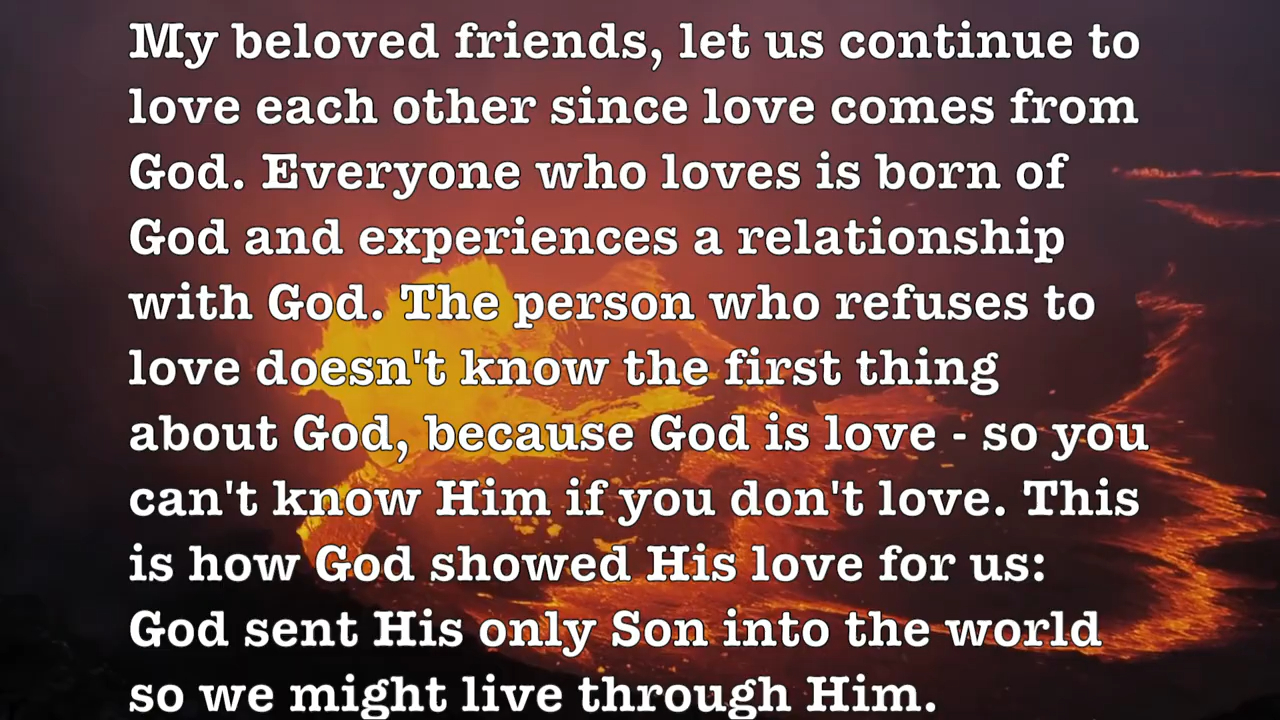 My beloved friends, let us continue to
love each other since love comes from
God. Everyone who loves is born of
God and experiences a relationship
with God. The person who refuses to
love doesn't know the first thing
about God, because God is love - so you
can't know Him if you don't love. This
is how God showed His love for us:
God sent His only Son into the world
so we might live through Him.